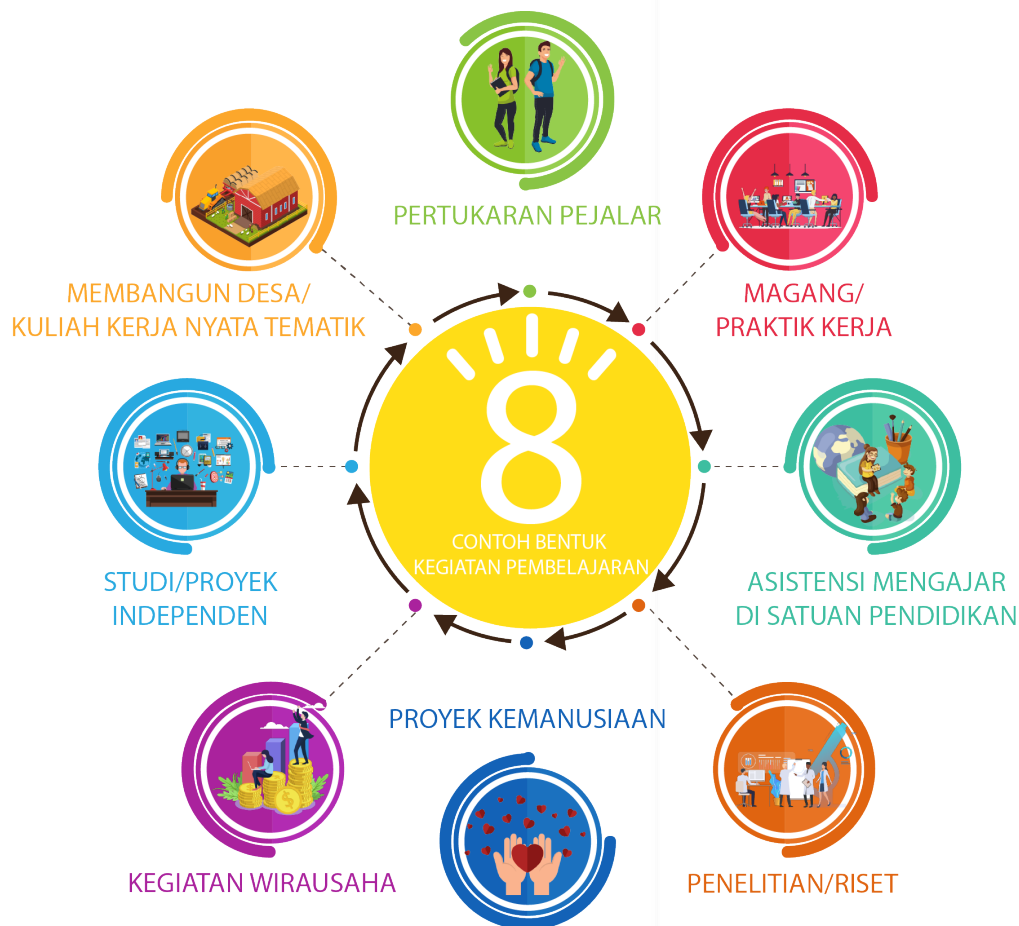 PERTUKARAN PEJALAR
MAGANG/
PRAKTIK KERJA
ASISTENSI MENGAJAR
DI SATUAN PENDIDIKAN
PENELITIAN/RISET
PROYEK KEMANUSIAAN
KEGIATAN WIRAUSAHA
STUDI/PROYEK
INDEPENDEN
MEMBANGUN DESA/
KULIAH KERJA NYATA TEMATIK
8
CONTOH BENTUK
KEGIATAN PEMBELAJARAN